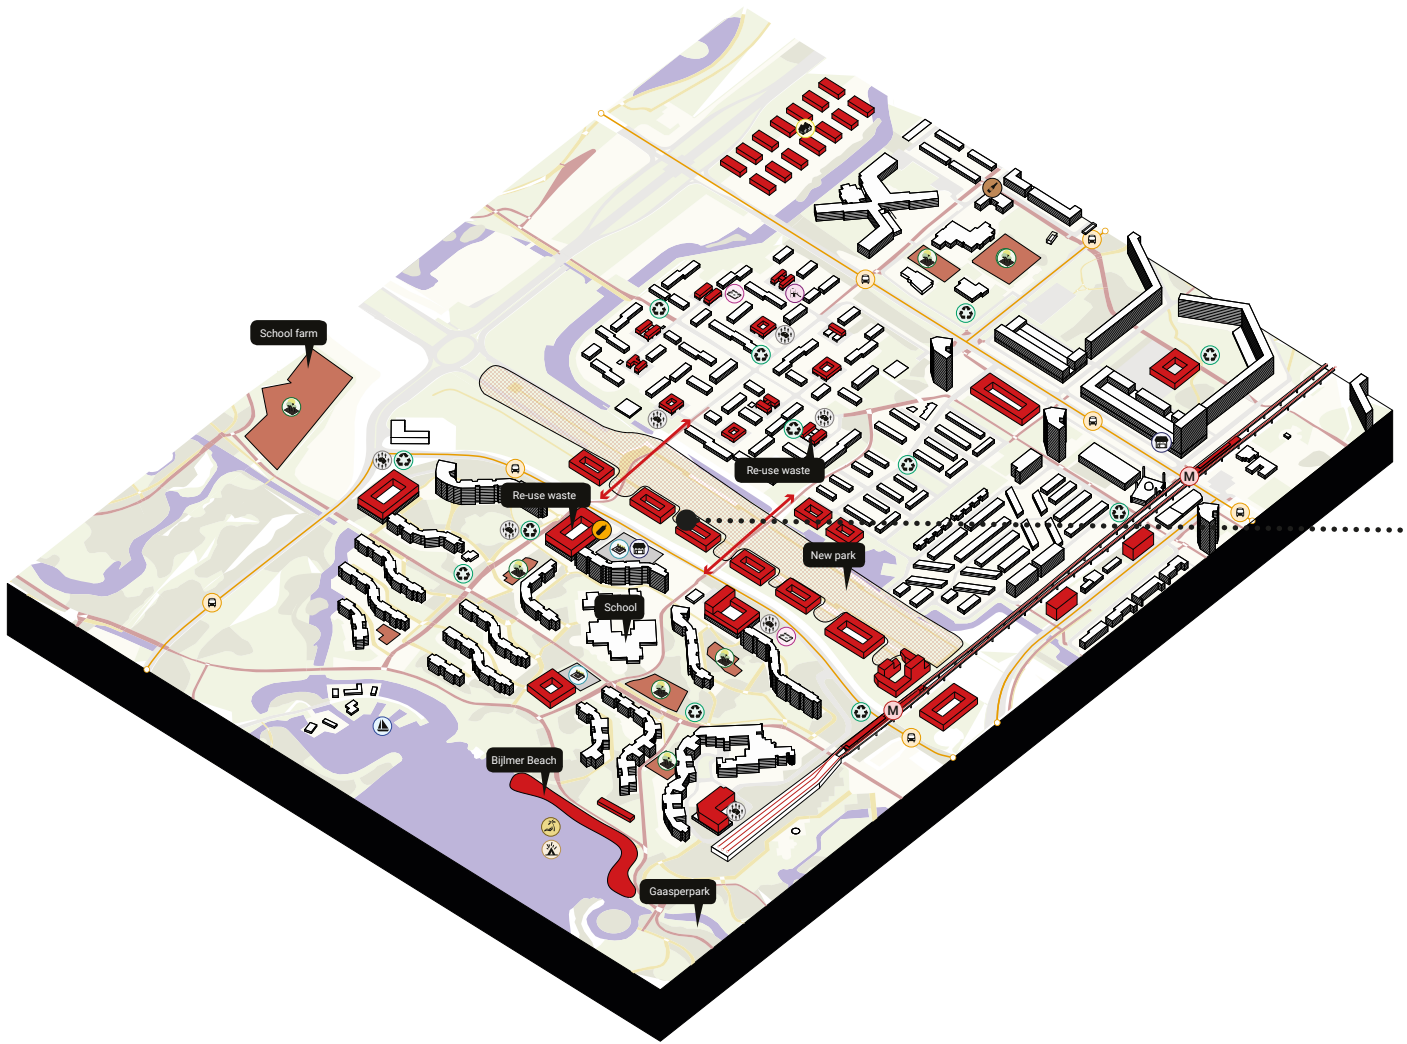 School farm
Re-use waste
Re-use waste
M
New park
School
M
Bijlmer Beach
Gaasperpark